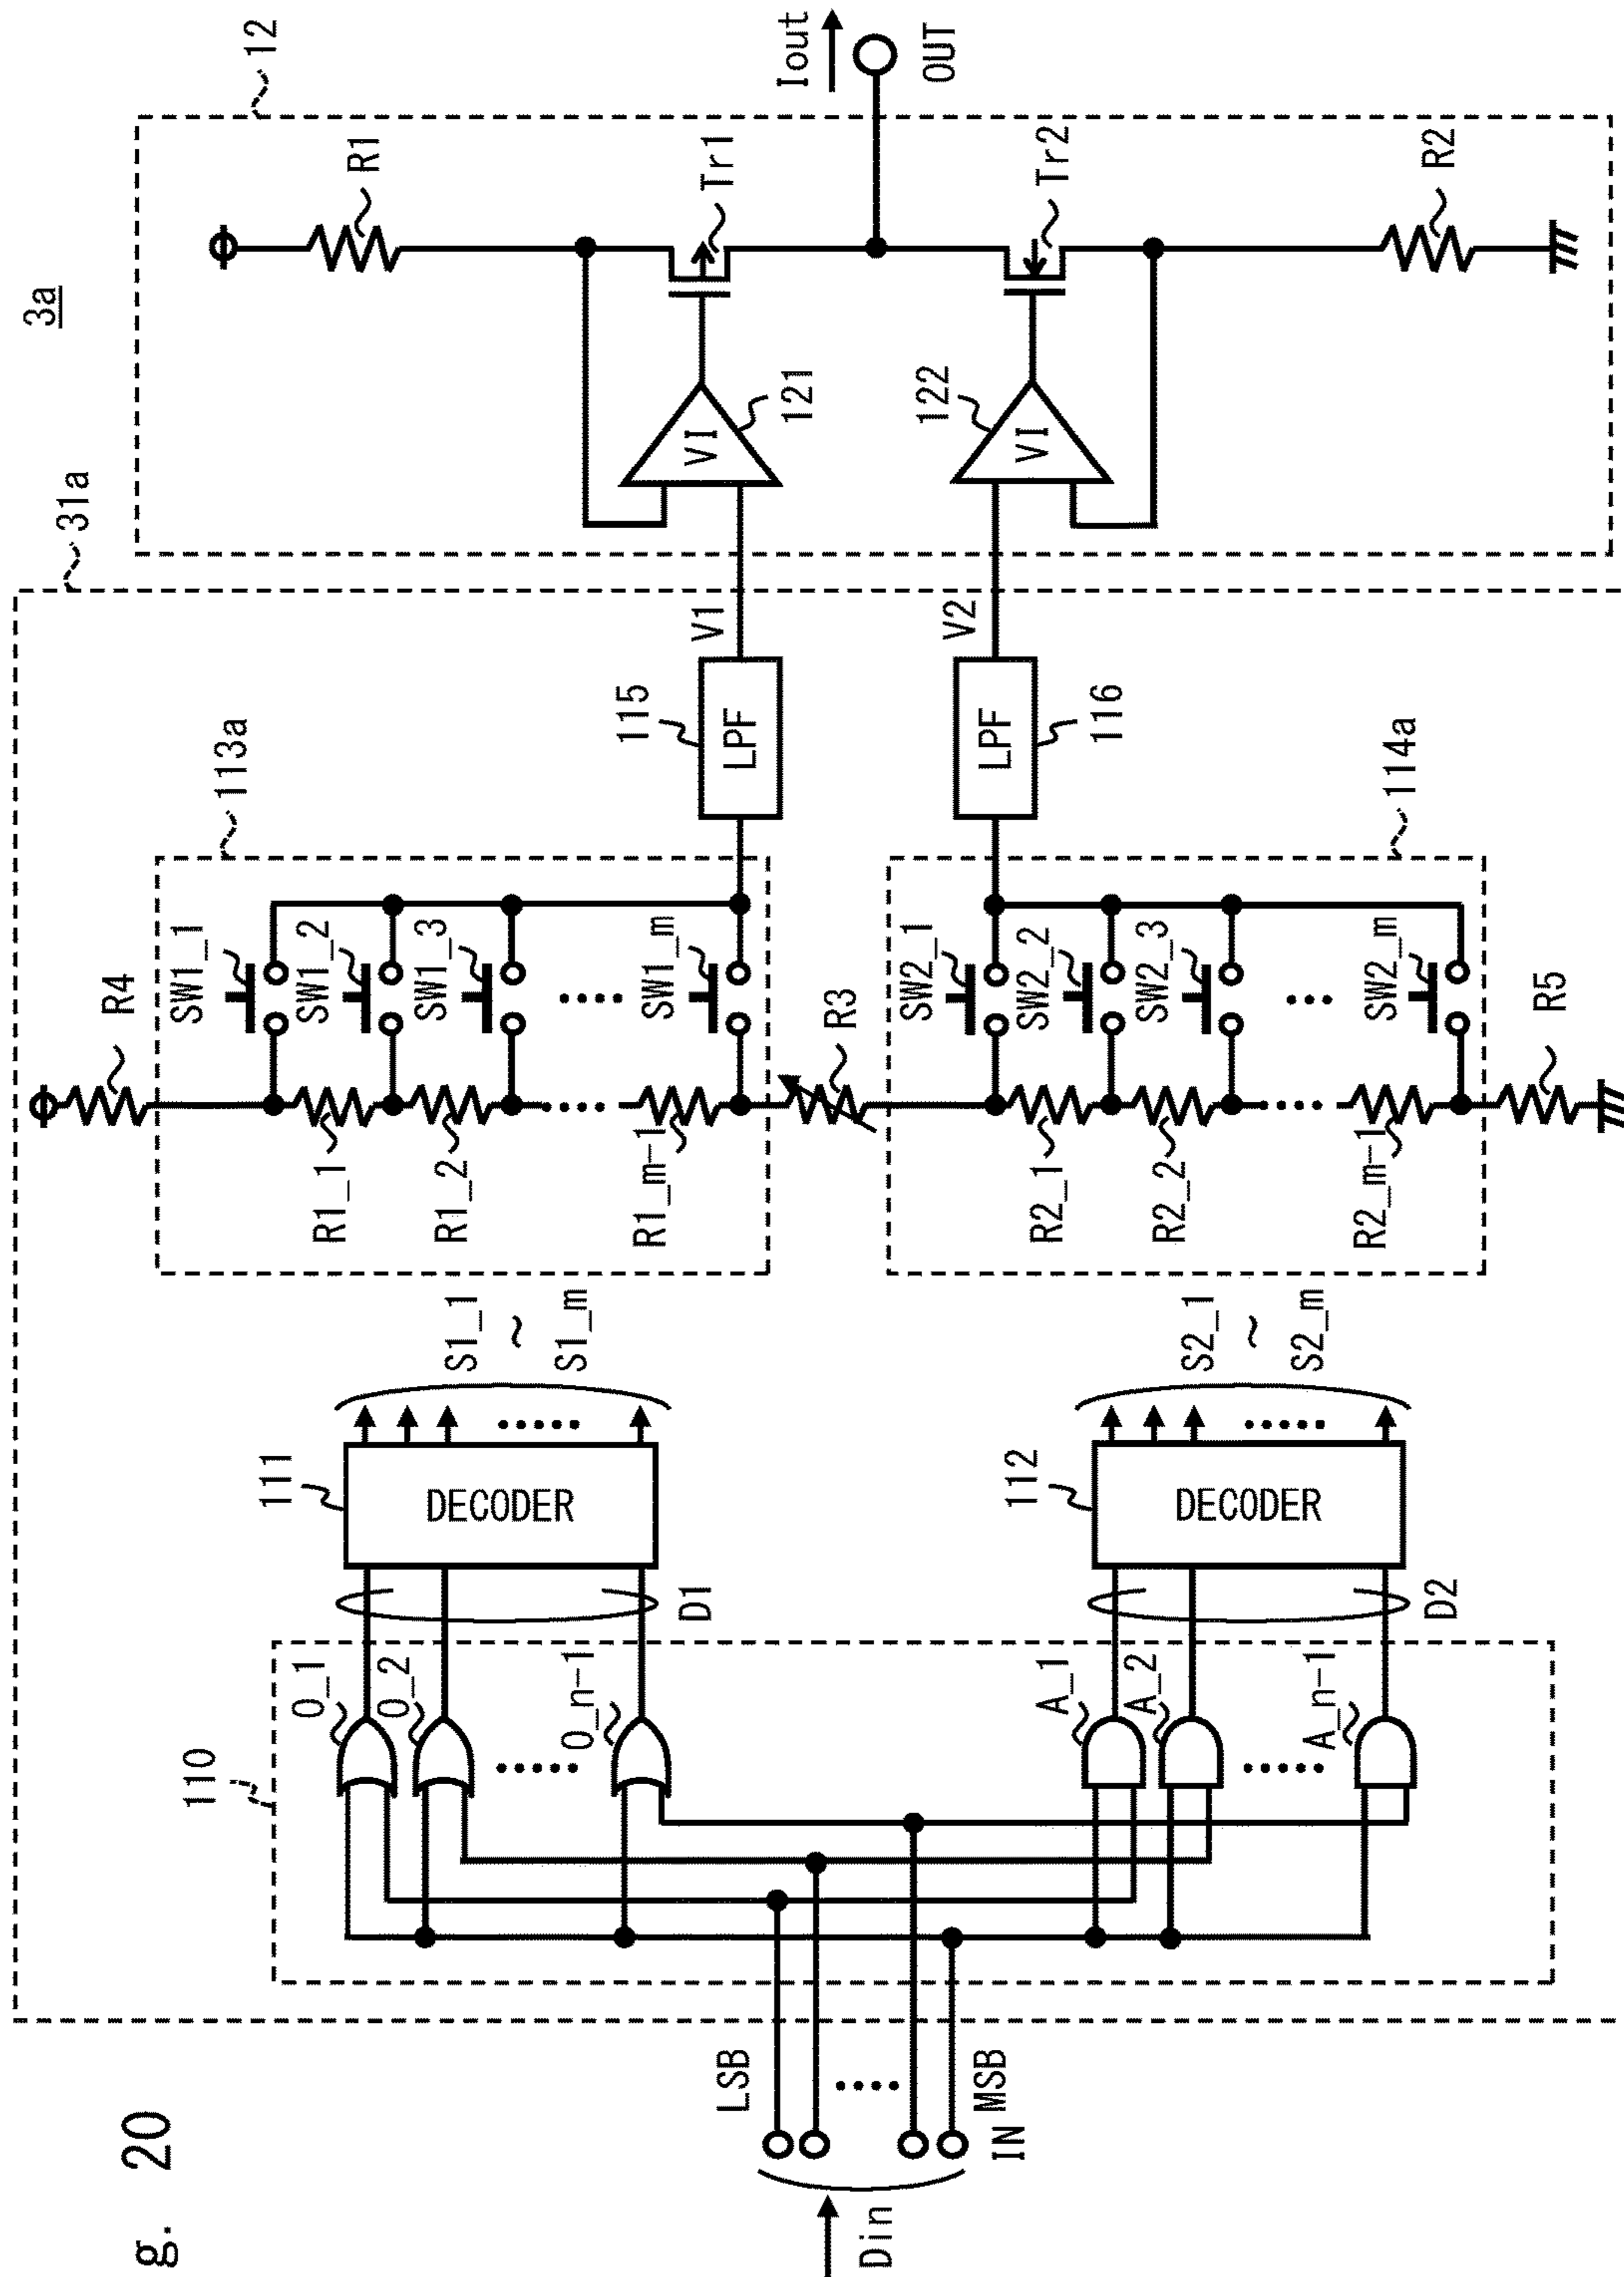 g. 20
3a
Din
LSB
.....
MSB
IN
110
O_1
O_2
O_n-1
A_1
A_2
A_n-1
D1
D2
111
DECODER
112
DECODER
S1_1
~
S1_m
S2_1
~
S2_m
31a
R4
113a
SW1_1
SW1_2
SW1_3
SW1_m
R1_1
R1_2
R1_m-1
R3
114a
SW2_1
SW2_2
SW2_3
SW2_m
R2_1
R2_2
R2_m-1
R5
115
LPF
V1
116
LPF
V2
12
R1
VI
121
Tr1
VI
122
Tr2
R2
Iout
OUT